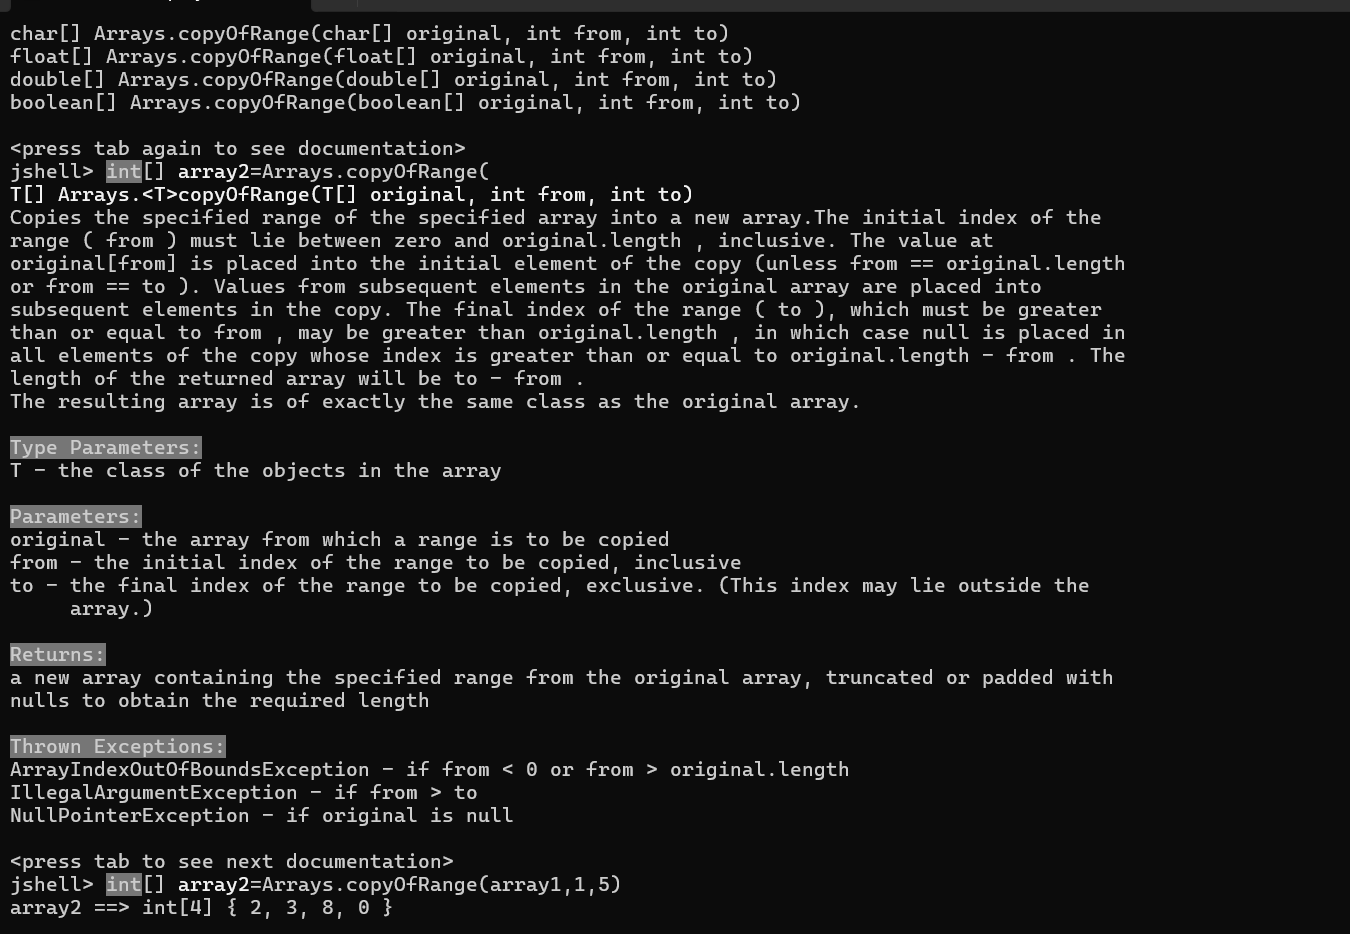 char[] Arrays.copyOfRange(char[] original, int from, int to)
float[] Arrays.copyOfRange(float[] original, int from, int to)
double[] Arrays.copyOfRange(double[] original, int from, int to)
boolean[] Arrays.copyOfRange(boolean[] original, int from, int to)
<press tab again to see documentation>
jshell> int[] array2=Arrays.copyOfRange(
T[] Arrays.<T>copyOfRange(T[] original, int from, int to)
Copies the specified range of the specified array into a new array.The initial index of the
range ( from ) must lie between zero and original.length , inclusive. The value at
original[from] is placed into the initial element of the copy (unless from == original.length
or from == to ). Values from subsequent elements in the original array are placed into
subsequent elements in the copy. The final index of the range ( to ), which must be greater
than or equal to from , may be greater than original.length , in which case null is placed in
all elements of the copy whose index is greater than or equal to original.length - from . The
length of the returned array will be to - from .
The resulting array is of exactly the same class as the original array.
Type Parameters:
T - the class of the objects in the array
Parameters:
original - the array from which a range is to be copied
from - the initial index of the range to be copied, inclusive
to - the final index of the range to be copied, exclusive. (This index may lie outside the
array.)
Returns:
a new array containing the specified range from the original array, truncated or padded with
nulls to obtain the required length
Thrown Exceptions:
ArrayIndexOutOfBoundsException - if from < 0 or from > original.length
IllegalArgumentException - if from > to
NullPointerException - if original is null
<press tab to see next documentation>
jshell> int[] array2=Arrays.copyOfRange(array1,1,5)
array2 ==> int[4] { 2, 3, 8, 0 }